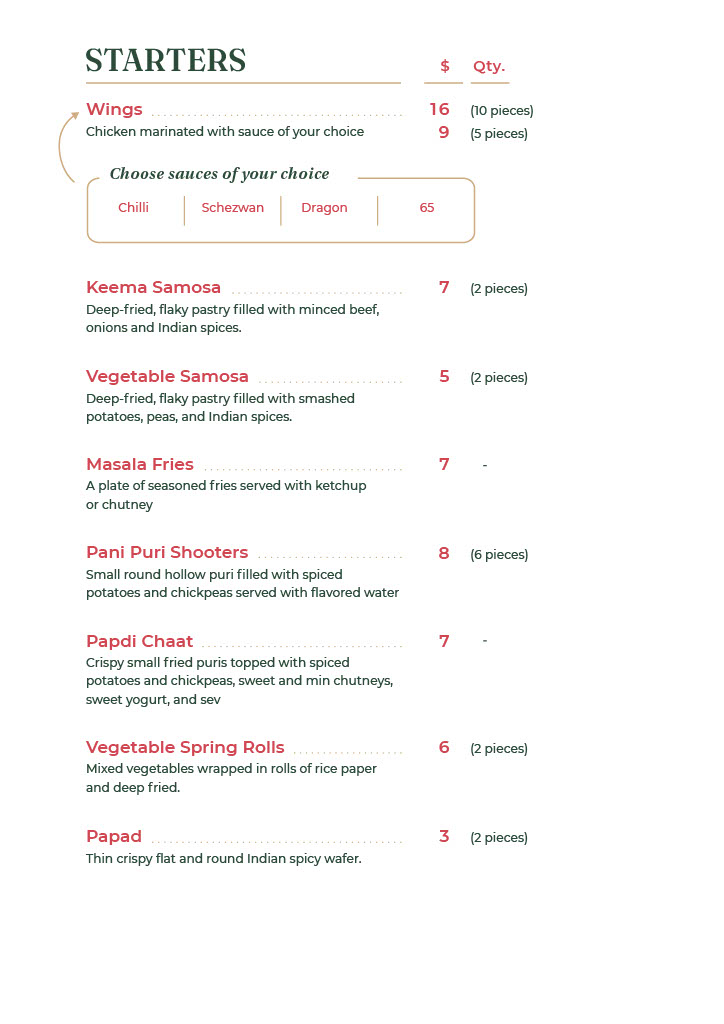 STARTERS $ Qty.
Wings 16 (10 pieces)
Chicken marinated with sauce of your choice 9 (5 pieces)
Choose sauces of your choice
Chilli Schezwan Dragon 65
Keema Samosa 7 (2 pieces)
Deep-fried, flaky pastry filled with minced beef,
onions and Indian spices.
Vegetable Samosa 5 (2 pieces)
Deep-fried, flaky pastry filled with smashed
potatoes, peas, and Indian spices.
Masala Fries 7 -
A plate of seasoned fries served with ketchup
or chutney
Pani Puri Shooters 8 (6 pieces)
Small round hollow puri filled with spiced
potatoes and chickpeas served with flavored water
Papdi Chaat 7 -
Crispy small fried puris topped with spiced
potatoes and chickpeas, sweet and min chutneys,
sweet yogurt, and sev
Vegetable Spring Rolls 6 (2 pieces)
Mixed vegetables wrapped in rolls of rice paper
and deep fried.
Papad 3 (2 pieces)
Thin crispy flat and round Indian spicy wafer.